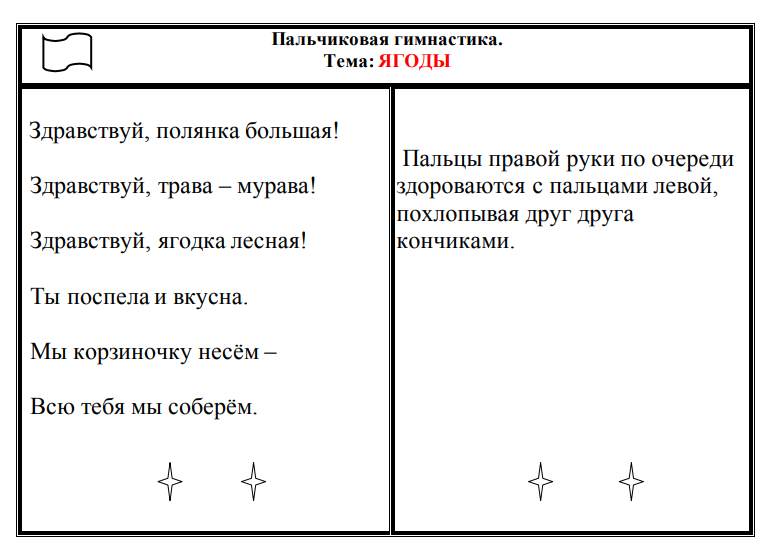 Пальчиковая гимнастика.
Тема: ЯГОДЫ
Здравствуй, полянка большая!
Здравствуй, трава – мурава!
Здравствуй, ягодка лесная!
Ты поспела и вкусна.
Мы корзиночку несём –
Всю тебя мы соберём.
Пальцы правой руки по очереди
здороваются с пальцами левой,
похлопывая друг друга
кончиками.